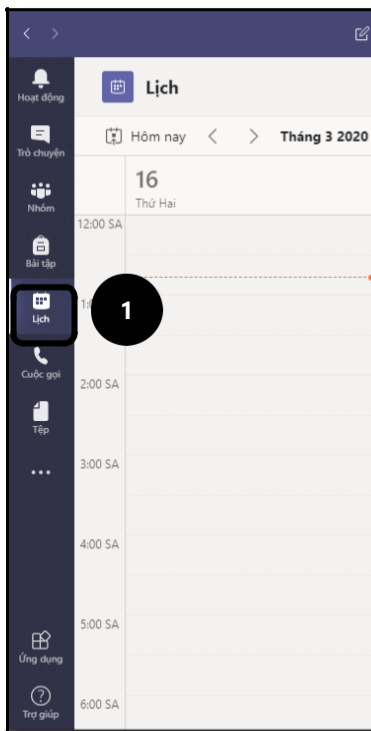 Hoạt động
Trò chuyện
Nhóm
Bài tập
Lịch
Cuộc gọi
Tệp
Ứng dụng
Trợ giúp
Lịch
Hôm nay
Tháng 3 2020
16
Thứ Hai
12:00 SA
1
2:00 SA
3:00 SA
4:00 SA
5:00 SA
6:00 SA